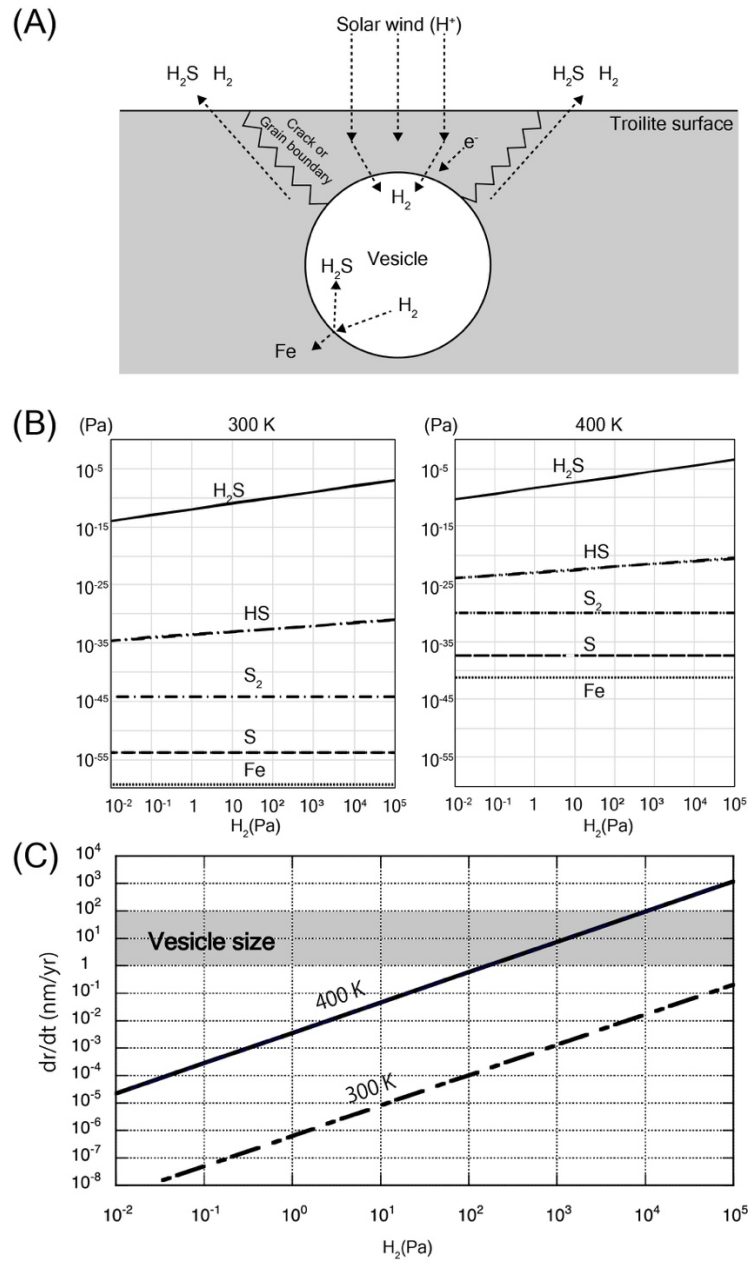 (A)
Solar wind (H⁺)
H₂S H₂
H₂S H₂
Troilite surface
Crack or
Grain boundary
e⁻
H₂
Vesicle
H₂S
H₂
Fe
(B)
(Pa)
300 K
10⁻⁵
10⁻¹⁵
10⁻²⁵
10⁻³⁵
10⁻⁴⁵
10⁻⁵⁵
H₂S
HS
S₂
S
Fe
10⁻² 10⁻¹ 1 10 10² 10³ 10⁴ 10⁵
H₂(Pa)
(Pa)
400 K
10⁻⁵
10⁻¹⁵
10⁻²⁵
10⁻³⁵
10⁻⁴⁵
10⁻⁵⁵
H₂S
HS
S₂
S
Fe
10⁻² 10⁻¹ 1 10 10² 10³ 10⁴ 10⁵
H₂(Pa)
(C)
dr/dt (nm/yr)
10⁴
10³
10²
10¹
1
10⁻¹
10⁻²
10⁻³
10⁻⁴
10⁻⁵
10⁻⁶
10⁻⁷
10⁻⁸
Vesicle size
400 K
300 K
10⁻² 10⁻¹ 10⁰ 10¹ 10² 10³ 10⁴ 10⁵
H₂(Pa)